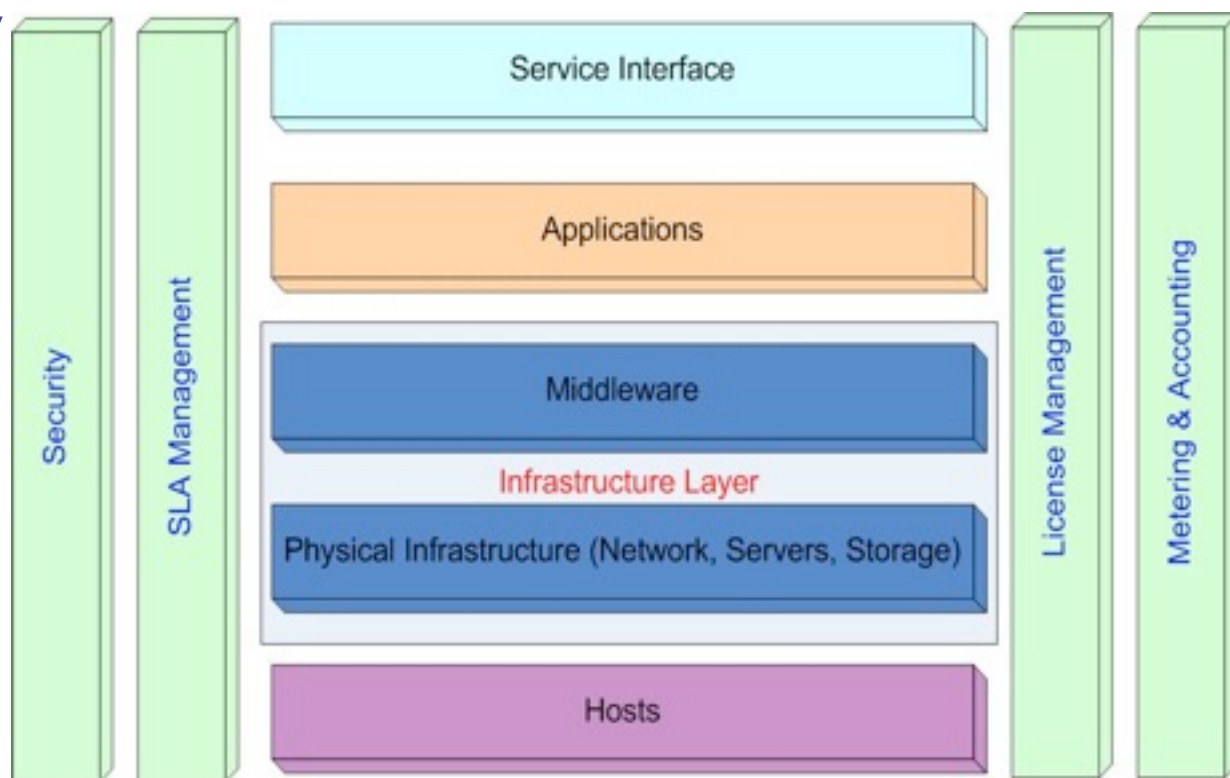 Security
SLA Management
Service Interface
Applications
Middleware
Infrastructure Layer
Physical Infrastructure (Network, Servers, Storage)
Hosts
License Management
Metering & Accounting